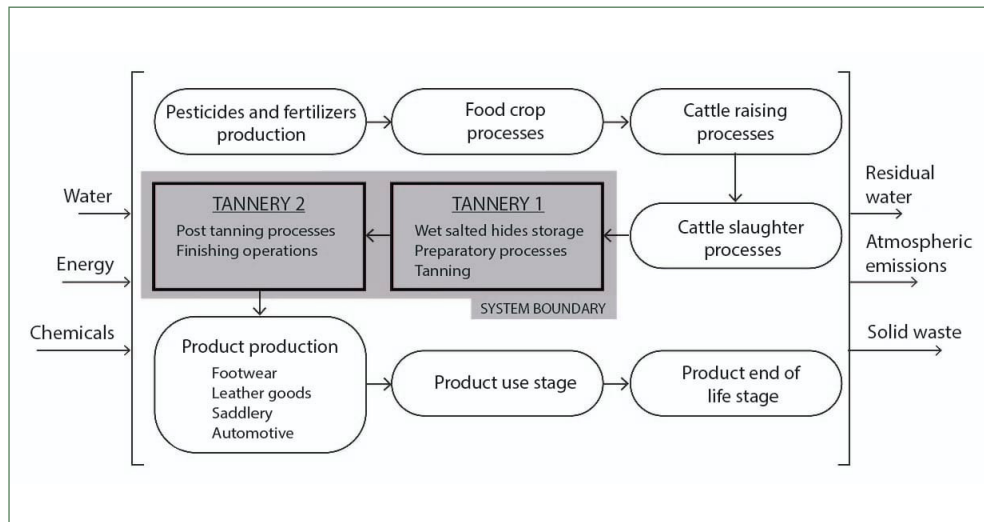 Pesticides and fertilizers
production
Food crop
processes
Cattle raising
processes
Water
Energy
Chemicals
TANNERY 2
Post tanning processes
Finishing operations
TANNERY 1
Wet salted hides storage
Preparatory processes
Tanning
Cattle slaughter
processes
SYSTEM BOUNDARY
Residual
water
Atmospheric
emissions
Solid waste
Product production
Footwear
Leather goods
Saddlery
Automotive
Product use stage
Product end of
life stage